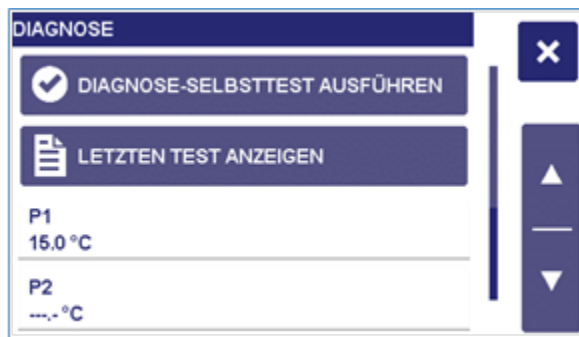 DIAGNOSE
DIAGNOSE-SELBSTTEST AUSFÜHREN
LETZTEN TEST ANZEIGEN
P1
15.0 °C
P2
---.- °C